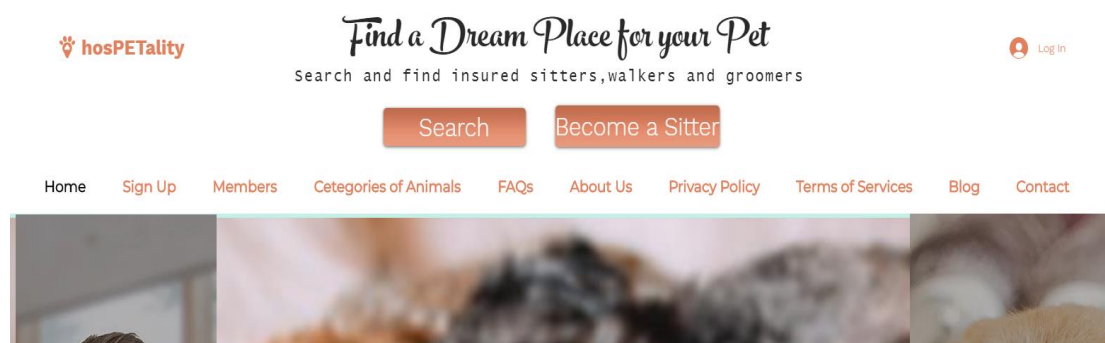 Find a Dream Place for your Pet
hosPETality
Log In
Search and find insured sitters,walkers and groomers
Search
Become a Sitter
Home Sign Up Members Cetegories of Animals FAQs About Us Privacy Policy Terms of Services Blog Contact